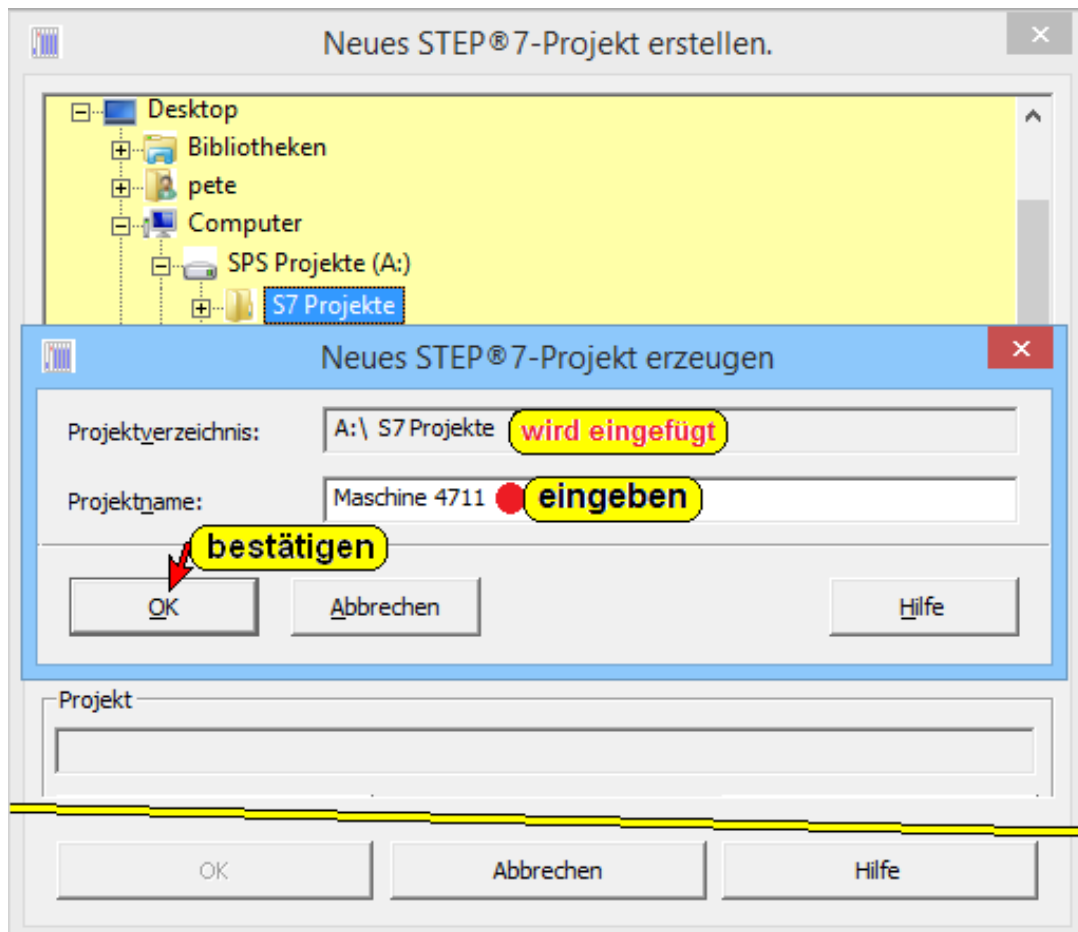 Neues STEP®7-Projekt erstellen.
Desktop
Bibliotheken
pete
Computer
SPS Projekte (A:)
S7 Projekte
Neues STEP®7-Projekt erzeugen
Projektverzeichnis: A:\ S7 Projekte wird eingefügt
Projektname: Maschine 4711 eingeben
bestätigen
OK Abbrechen Hilfe
Projekt
OK Abbrechen Hilfe